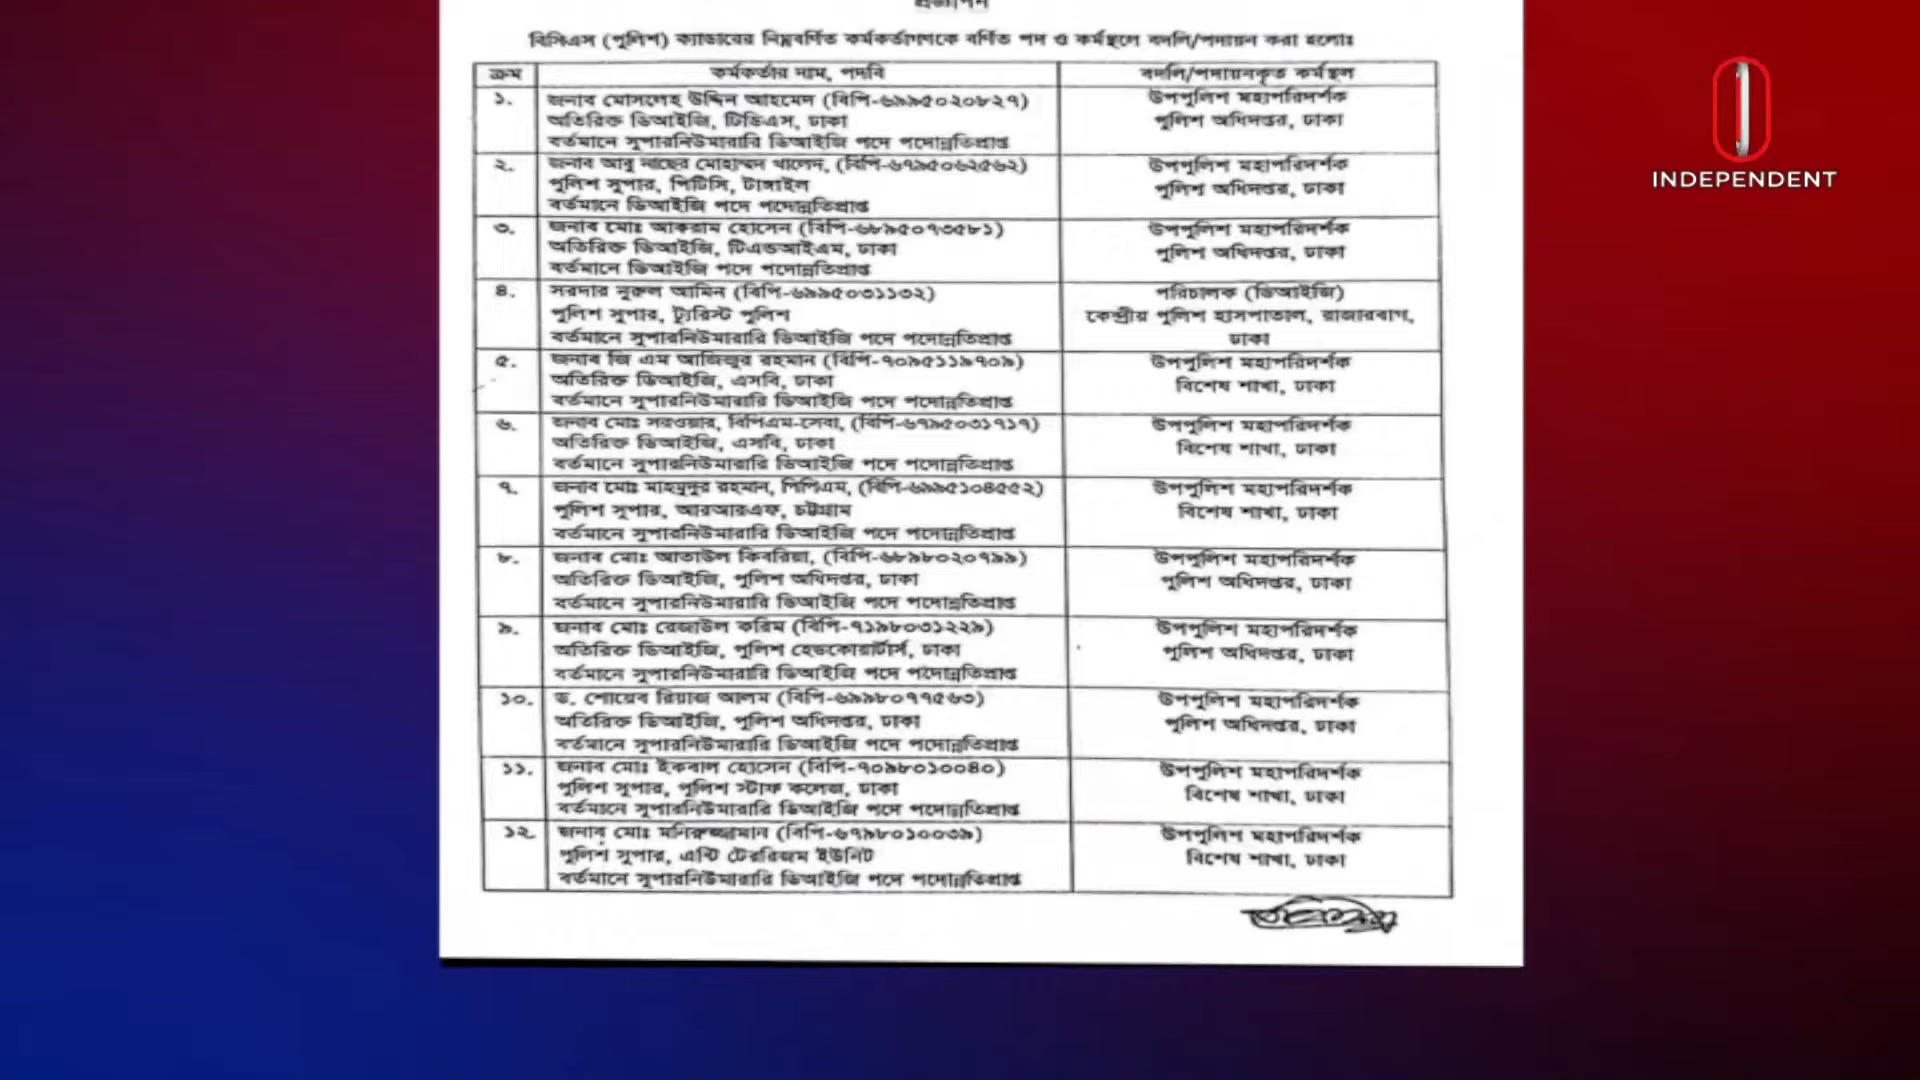 প্রজ্ঞাপন
বিসিএস (পুলিশ) ক্যাডারের নিম্নবর্ণিত কর্মকর্তাগণকে বর্ণিত পদ ও কর্মস্থলে বদলি/পদায়ন করা হলোঃ
ক্রম কর্মকর্তার নাম, পদবি বদলি/পদায়নকৃত কর্মস্থল
১. জনাব মোসলেহ উদ্দিন আহমেদ (বিপি-৬৯৯৫০২০৮২৭) উপপুলিশ মহাপরিদর্শক
অতিরিক্ত ডিআইজি, টিডিএস, ঢাকা পুলিশ অধিদপ্তর, ঢাকা
বর্তমানে সুপারনিউমারারি ডিআইজি পদে পদোন্নতিপ্রাপ্ত
২. জনাব আবু নাছের মোহাম্মদ খালেদ, (বিপি-৬৭৯৫০৬২৫৬২) উপপুলিশ মহাপরিদর্শক
পুলিশ সুপার, পিটিসি, টাঙ্গাইল পুলিশ অধিদপ্তর, ঢাকা
বর্তমানে ডিআইজি পদে পদোন্নতিপ্রাপ্ত
৩. জনাব মোঃ আকরাম হোসেন (বিপি-৬৮৯৫০৭৩৫৮১) উপপুলিশ মহাপরিদর্শক
অতিরিক্ত ডিআইজি, টিএন্ডআইএম, ঢাকা পুলিশ অধিদপ্তর, ঢাকা
বর্তমানে ডিআইজি পদে পদোন্নতিপ্রাপ্ত
৪. সরদার নূরুল আমিন (বিপি-৬৯৯৫০৩১১৩২) পরিচালক (ডিআইজি)
পুলিশ সুপার, ট্যুরিস্ট পুলিশ কেন্দ্রীয় পুলিশ হাসপাতাল, রাজারবাগ,
বর্তমানে সুপারনিউমারারি ডিআইজি পদে পদোন্নতিপ্রাপ্ত ঢাকা
৫. জনাব জি এম আজিজুর রহমান (বিপি-৭০৯৫১১৯৭০৯) উপপুলিশ মহাপরিদর্শক
অতিরিক্ত ডিআইজি, এসবি, ঢাকা বিশেষ শাখা, ঢাকা
বর্তমানে সুপারনিউমারারি ডিআইজি পদে পদোন্নতিপ্রাপ্ত
৬. জনাব মোঃ সরওয়ার, বিপিএম-সেবা, (বিপি-৬৭৯৫০৩১৭১৭) উপপুলিশ মহাপরিদর্শক
অতিরিক্ত ডিআইজি, এসবি, ঢাকা বিশেষ শাখা, ঢাকা
বর্তমানে সুপারনিউমারারি ডিআইজি পদে পদোন্নতিপ্রাপ্ত
৭. জনাব মোঃ মাহমুদুর রহমান, পিপিএম, (বিপি-৬৯৯৫১০৪৫৫২) উপপুলিশ মহাপরিদর্শক
পুলিশ সুপার, আরআরএফ, চট্টগ্রাম বিশেষ শাখা, ঢাকা
বর্তমানে সুপারনিউমারারি ডিআইজি পদে পদোন্নতিপ্রাপ্ত
৮. জনাব মোঃ আতাউল কিবরিয়া, (বিপি-৬৮৯৮০২০৭৯৯) উপপুলিশ মহাপরিদর্শক
অতিরিক্ত ডিআইজি, পুলিশ অধিদপ্তর, ঢাকা পুলিশ অধিদপ্তর, ঢাকা
বর্তমানে সুপারনিউমারারি ডিআইজি পদে পদোন্নতিপ্রাপ্ত
৯. জনাব মোঃ রেজাউল করিম (বিপি-৭১৯৮০৩১২২৯) উপপুলিশ মহাপরিদর্শক
অতিরিক্ত ডিআইজি, পুলিশ হেডকোয়ার্টার্স, ঢাকা পুলিশ অধিদপ্তর, ঢাকা
বর্তমানে সুপারনিউমারারি ডিআইজি পদে পদোন্নতিপ্রাপ্ত
১০. ড. শোয়েব রিয়াজ আলম (বিপি-৬৯৯৮০৭৭৫৬৩) উপপুলিশ মহাপরিদর্শক
অতিরিক্ত ডিআইজি, পুলিশ অধিদপ্তর, ঢাকা পুলিশ অধিদপ্তর, ঢাকা
বর্তমানে সুপারনিউমারারি ডিআইজি পদে পদোন্নতিপ্রাপ্ত
১১. জনাব মোঃ ইকবাল হোসেন (বিপি-৭০৯৮০১০০৪০) উপপুলিশ মহাপরিদর্শক
পুলিশ সুপার, পুলিশ স্টাফ কলেজ, ঢাকা বিশেষ শাখা, ঢাকা
বর্তমানে সুপারনিউমারারি ডিআইজি পদে পদোন্নতিপ্রাপ্ত
১২. জনাব মোঃ মনিরুজ্জামান (বিপি-৬৭৯৮০১০০৩৯) উপপুলিশ মহাপরিদর্শক
পুলিশ সুপার, এন্টি টেররিজম ইউনিট বিশেষ শাখা, ঢাকা
বর্তমানে সুপারনিউমারারি ডিআইজি পদে পদোন্নতিপ্রাপ্ত
INDEPENDENT